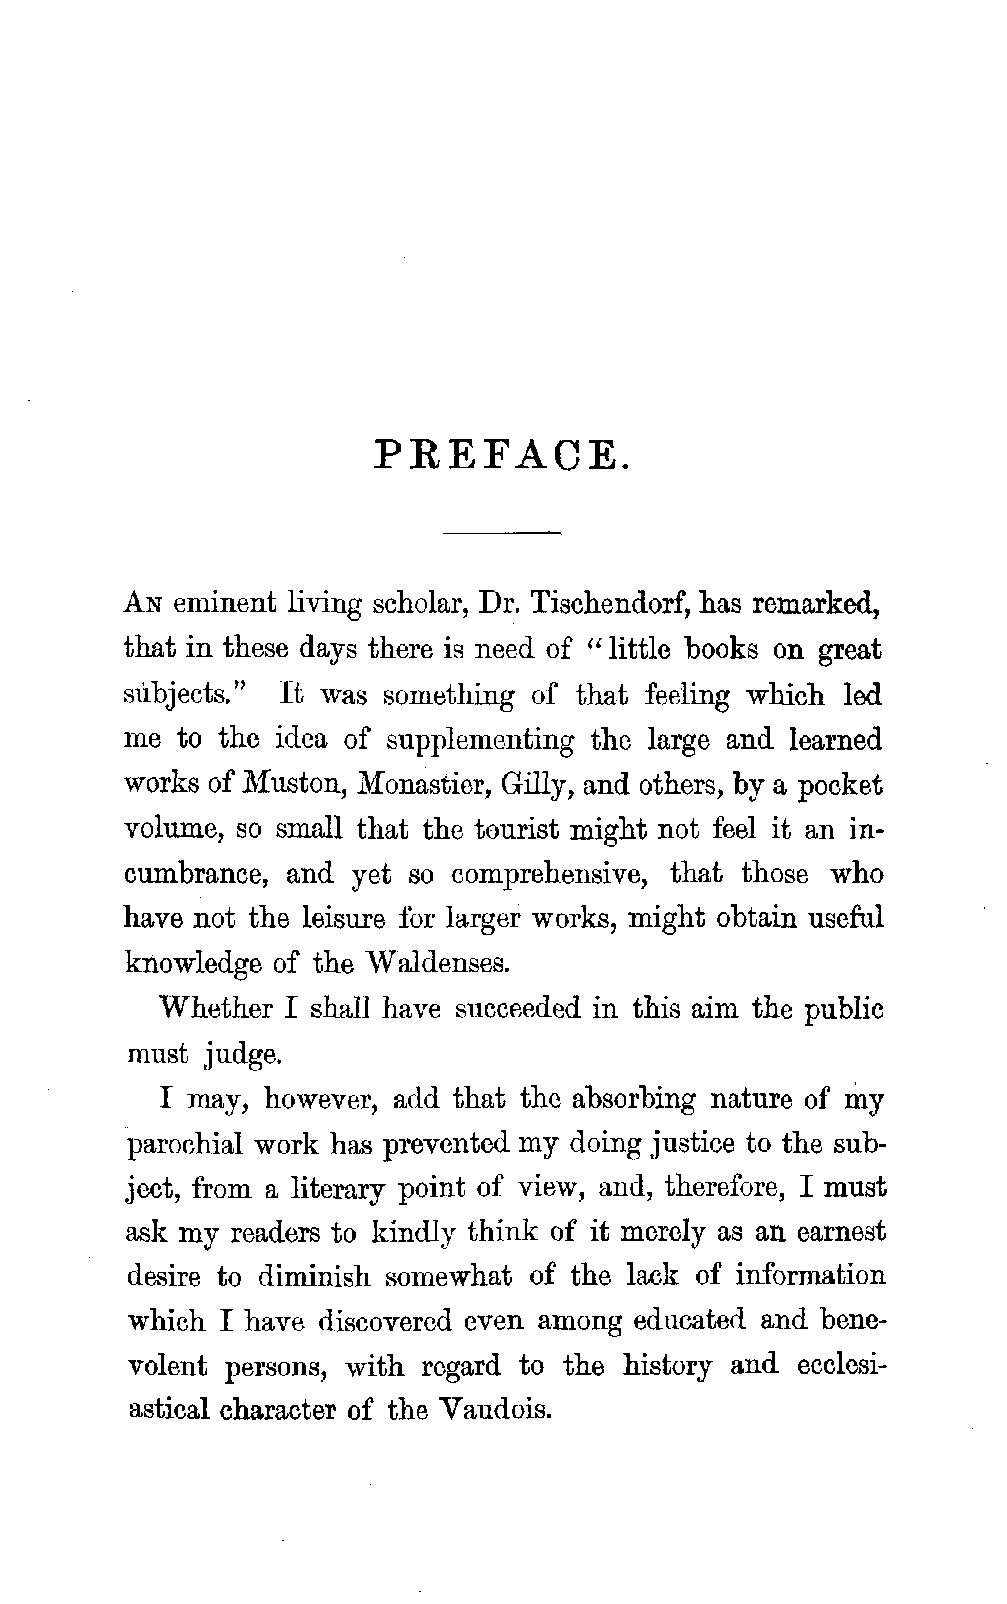 PREFACE.
AN eminent living scholar, Dr. Tischendorf, has remarked,
that in these days there is need of "little books on great
subjects." It was something of that feeling which led
me to the idea of supplementing the large and learned
works of Muston, Monastier, Gilly, and others, by a pocket
volume, so small that the tourist might not feel it an in-
cumbrance, and yet so comprehensive, that those who
have not the leisure for larger works, might obtain useful
knowledge of the Waldenses.
Whether I shall have succeeded in this aim the public
must judge.
I may, however, add that the absorbing nature of my
parochial work has prevented my doing justice to the sub-
ject, from a literary point of view, and, therefore, I must
ask my readers to kindly think of it merely as an earnest
desire to diminish somewhat of the lack of information
which I have discovered even among educated and bene-
volent persons, with regard to the history and ecclesi-
astical character of the Vaudois.